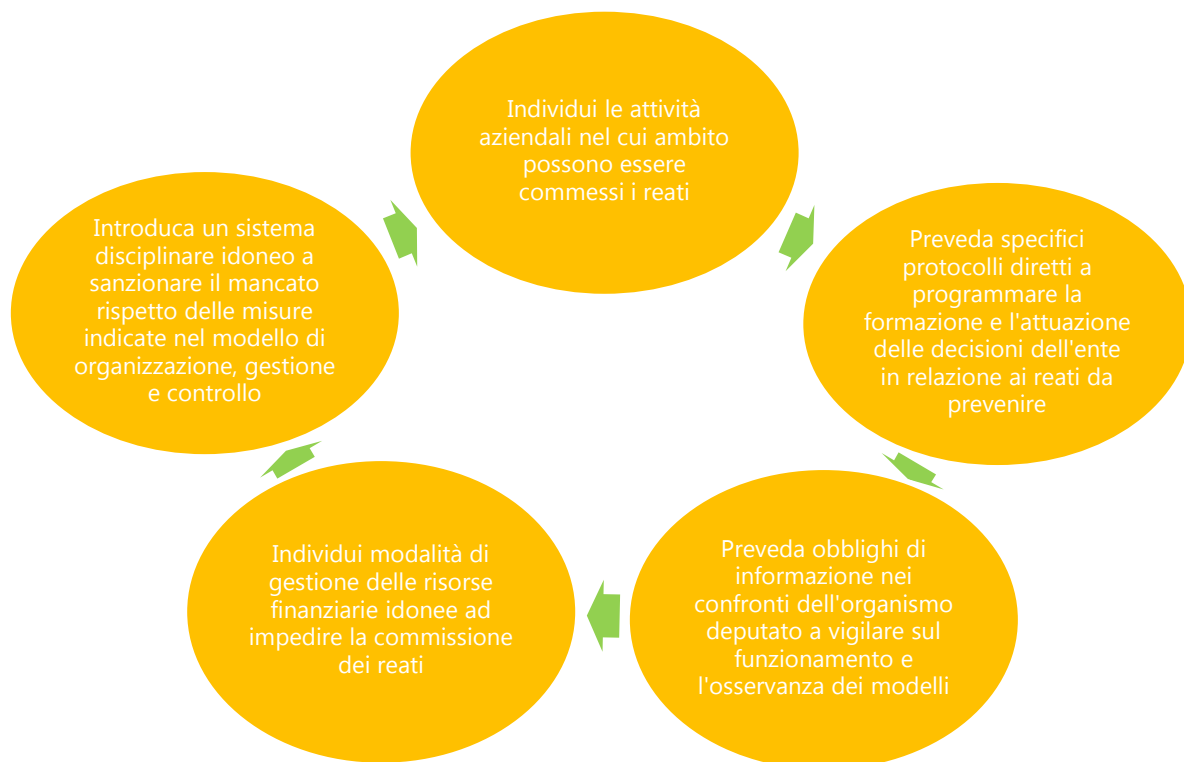 Individui le attività
aziendali nel cui ambito
possono essere
commessi i reati
Preveda specifici
protocolli diretti a
programmare la
formazione e l'attuazione
delle decisioni dell'ente
in relazione ai reati da
prevenire
Preveda obblighi di
informazione nei
confronti dell'organismo
deputato a vigilare sul
funzionamento e
l'osservanza dei modelli
Individui modalità di
gestione delle risorse
finanziarie idonee ad
impedire la commissione
dei reati
Introduca un sistema
disciplinare idoneo a
sanzionare il mancato
rispetto delle misure
indicate nel modello di
organizzazione, gestione
e controllo